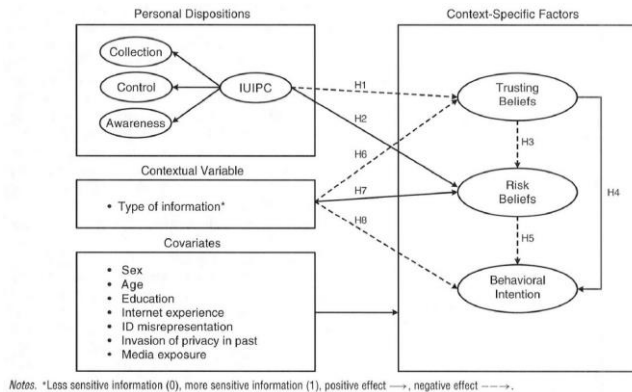 Personal Dispositions
Context-Specific Factors
Collection
Control
Awareness
IUIPC
H1
H2
H6
Trusting
Beliefs
H3
H4
Contextual Variable
• Type of information*
H7
H8
Risk
Beliefs
H5
Behavioral
Intention
Covariates
• Sex
• Age
• Education
• Internet experience
• ID misrepresentation
• Invasion of privacy in past
• Media exposure
Notes. *Less sensitive information (0), more sensitive information (1), positive effect ⟶, negative effect ----→.